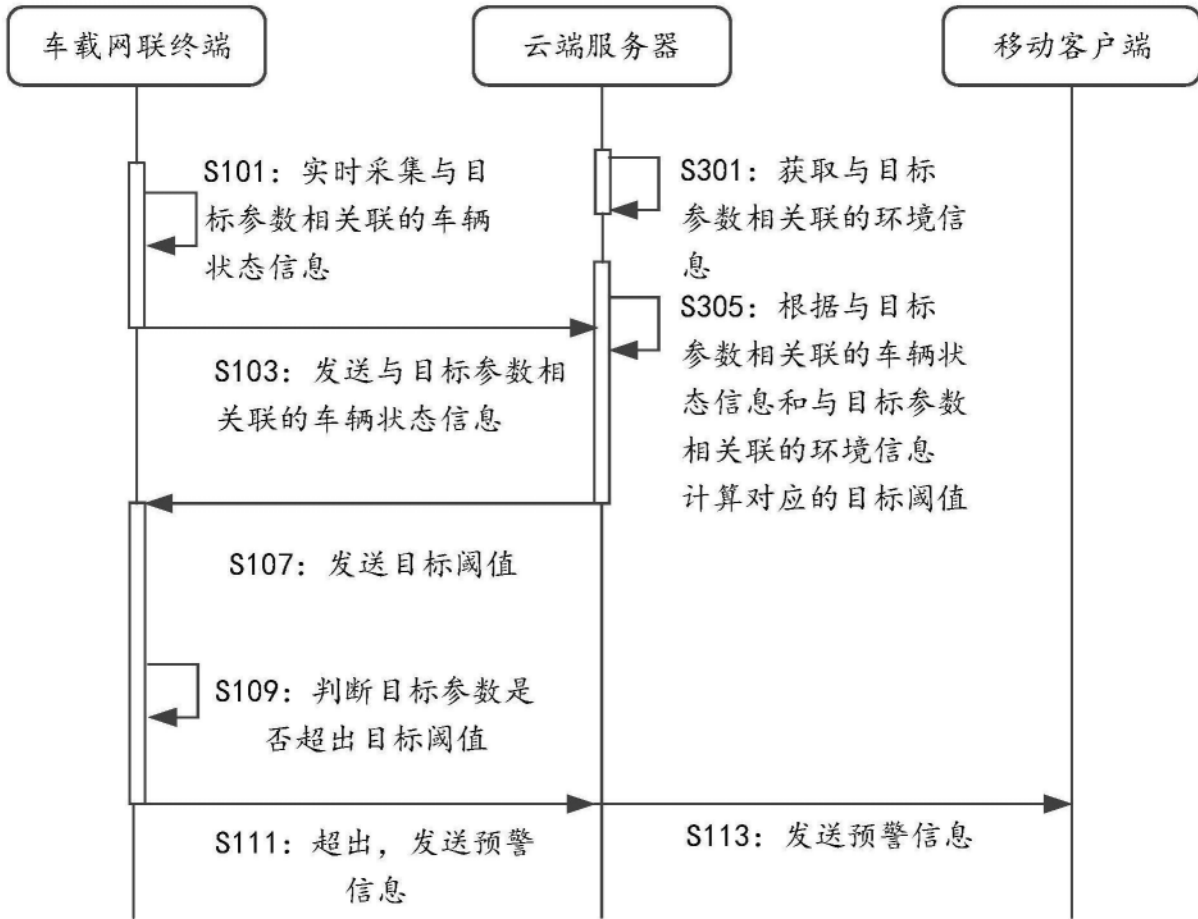 车载网联终端
云端服务器
移动客户端
S101：实时采集与目
标参数相关联的车辆
状态信息
S301：获取与目标
参数相关联的环境信
息
S305：根据与目标
参数相关联的车辆状
态信息和与目标参数
相关联的环境信息
计算对应的目标阈值
S103：发送与目标参数相
关联的车辆状态信息
S107：发送目标阈值
S109：判断目标参数是
否超出目标阈值
S111：超出，发送预警
信息
S113：发送预警信息